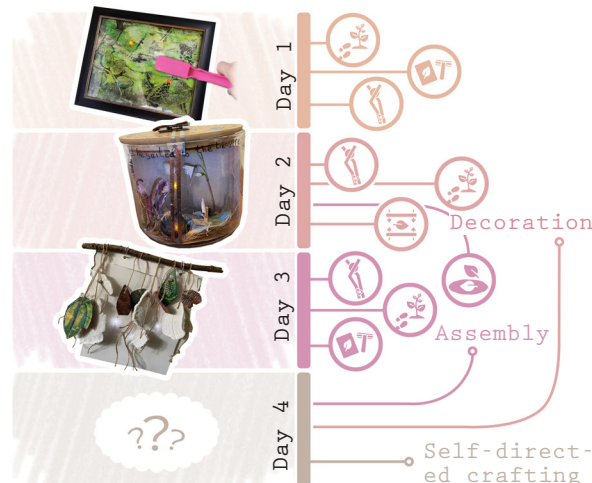 Day 1
Day 2
Decoration
Day 3
Assembly
Day 4
???
Self-direct-
ed crafting